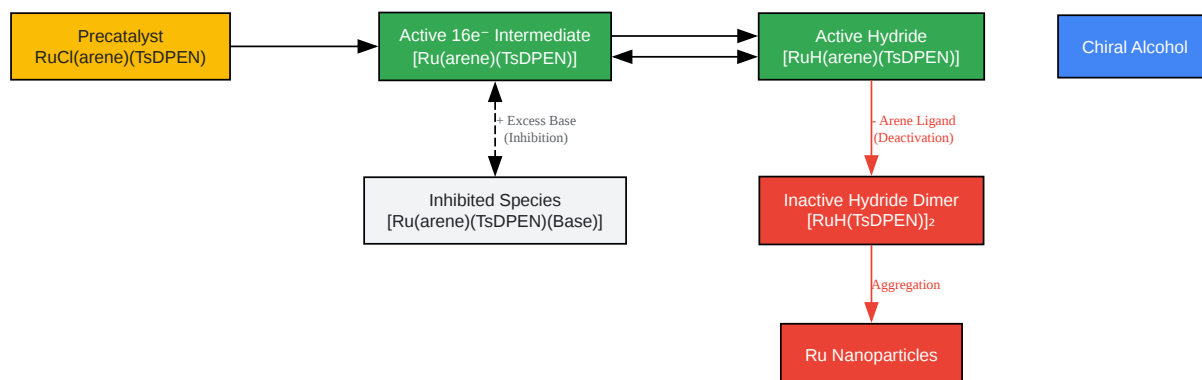 Precatalyst
RuCl(arene)(TsDPEN)
Active 16e⁻ Intermediate
[Ru(arene)(TsDPEN)]
Active Hydride
[RuH(arene)(TsDPEN)]
Chiral Alcohol
+ Excess Base
(Inhibition)
- Arene Ligand
(Deactivation)
Inhibited Species
[Ru(arene)(TsDPEN)(Base)]
Inactive Hydride Dimer
[RuH(TsDPEN)]₂
Aggregation
Ru Nanoparticles